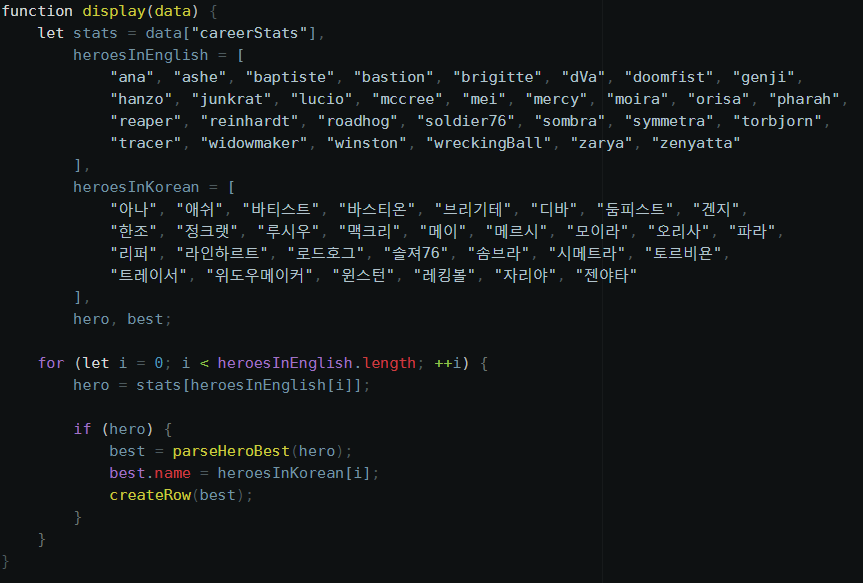 function display(data) {
    let stats = data["careerStats"],
        heroesInEnglish = [
            "ana", "ashe", "baptiste", "bastion", "brigitte", "dVa", "doomfist", "genji",
            "hanzo", "junkrat", "lucio", "mccree", "mei", "mercy", "moira", "orisa", "pharah",
            "reaper", "reinhardt", "roadhog", "soldier76", "sombra", "symmetra", "torbjorn",
            "tracer", "widowmaker", "winston", "wreckingBall", "zarya", "zenyatta"
        ],
        heroesInKorean = [
            "아나", "애쉬", "바티스트", "바스티온", "브리기테", "디바", "둠피스트", "겐지",
            "한조", "정크랫", "루시우", "맥크리", "메이", "메르시", "모이라", "오리사", "파라",
            "리퍼", "라인하르트", "로드호그", "솔져76", "솜브라", "시메트라", "토르비욘",
            "트레이서", "위도우메이커", "윈스턴", "레킹볼", "자리야", "젠야타"
        ],
        hero, best;

    for (let i = 0; i < heroesInEnglish.length; ++i) {
        hero = stats[heroesInEnglish[i]];

        if (hero) {
            best = parseHeroBest(hero);
            best.name = heroesInKorean[i];
            createRow(best);
        }
    }
}